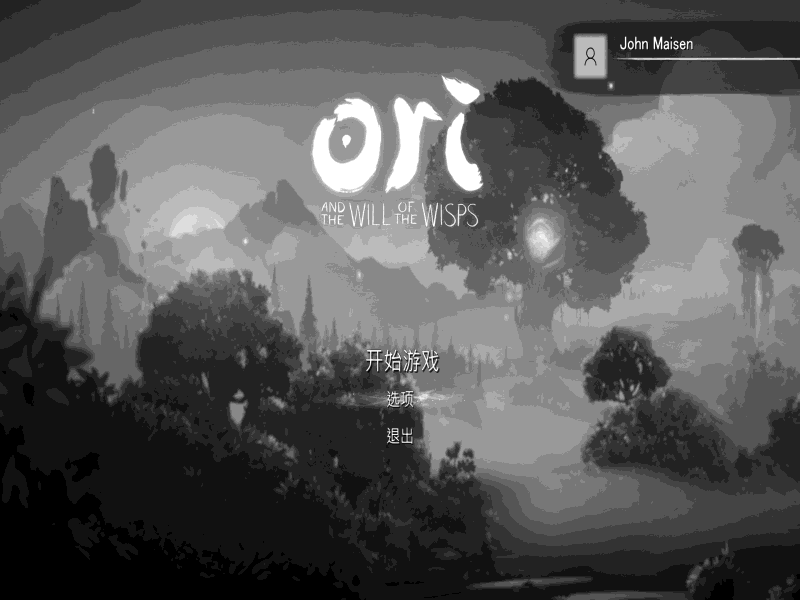 John Maisen
ori
AND THE WILL OF THE WISPS
开始游戏
选项
退出